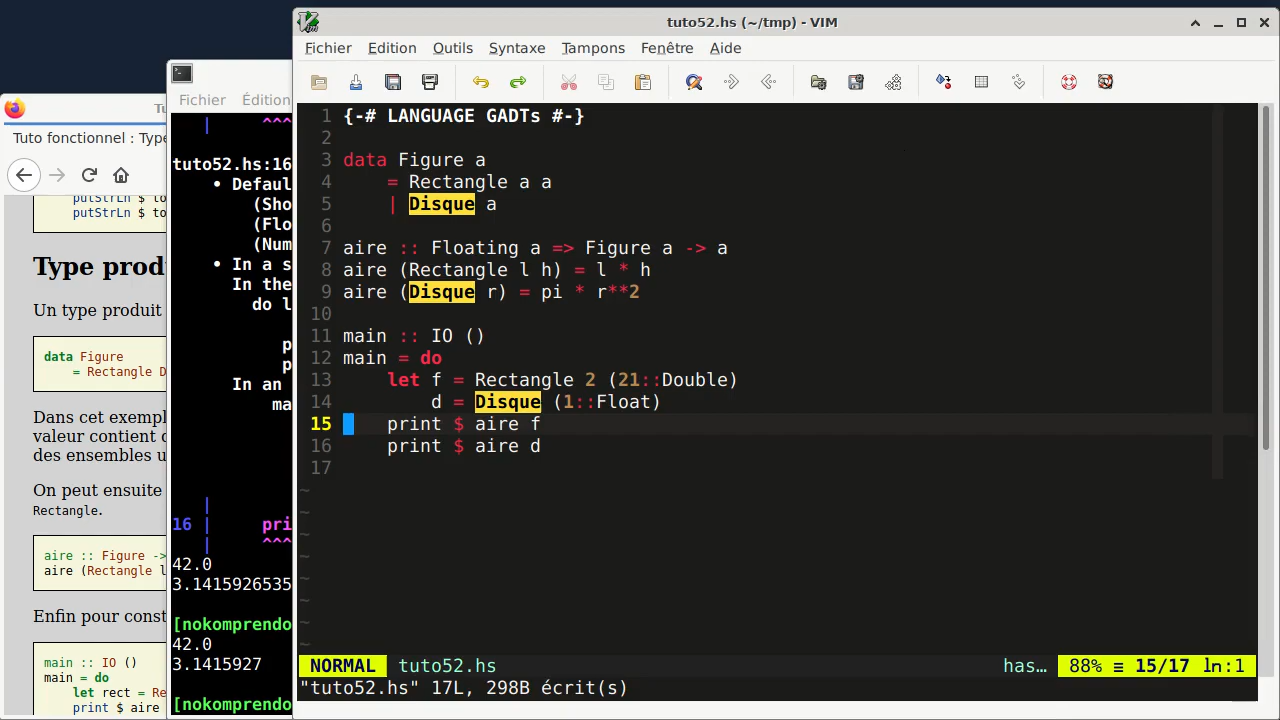 tuto52.hs (~/tmp) - VIM
Fichier Edition Outils Syntaxe Tampons Fenêtre Aide
1 {-# LANGUAGE GADTs #-}
2
3 data Figure a
4 = Rectangle a a
5 | Disque a
6
7 aire :: Floating a => Figure a -> a
8 aire (Rectangle l h) = l * h
9 aire (Disque r) = pi * r**2
10
11 main :: IO ()
12 main = do
13 let f = Rectangle 2 (21::Double)
14 d = Disque (1::Float)
15 print $ aire f
16 print $ aire d
17
~
~
~
~
~
~
~
~
NORMAL tuto52.hs has… 88% ≡ 15/17 ln:1
"tuto52.hs" 17L, 298B écrit(s)
Fichier Édition
| ^^^
tuto52.hs:16
• Defaul
(Sho
(Flo
(Num
• In a s
In the
do l
p
p
In an
ma
|
16 | pri
| ^^^
42.0
3.1415926535
[nokomprendo
42.0
3.1415927
[nokomprendo
Tuto fonctionnel : Type
putStrLn $ to
putStrLn $ to
Type prod
Un type produit
data Figure
= Rectangle D
Dans cet exempl
valeur contient
des ensembles u
On peut ensuite
Rectangle.
aire :: Figure ->
aire (Rectangle l
Enfin pour const
main :: IO ()
main = do
let rect = Re
print $ aire